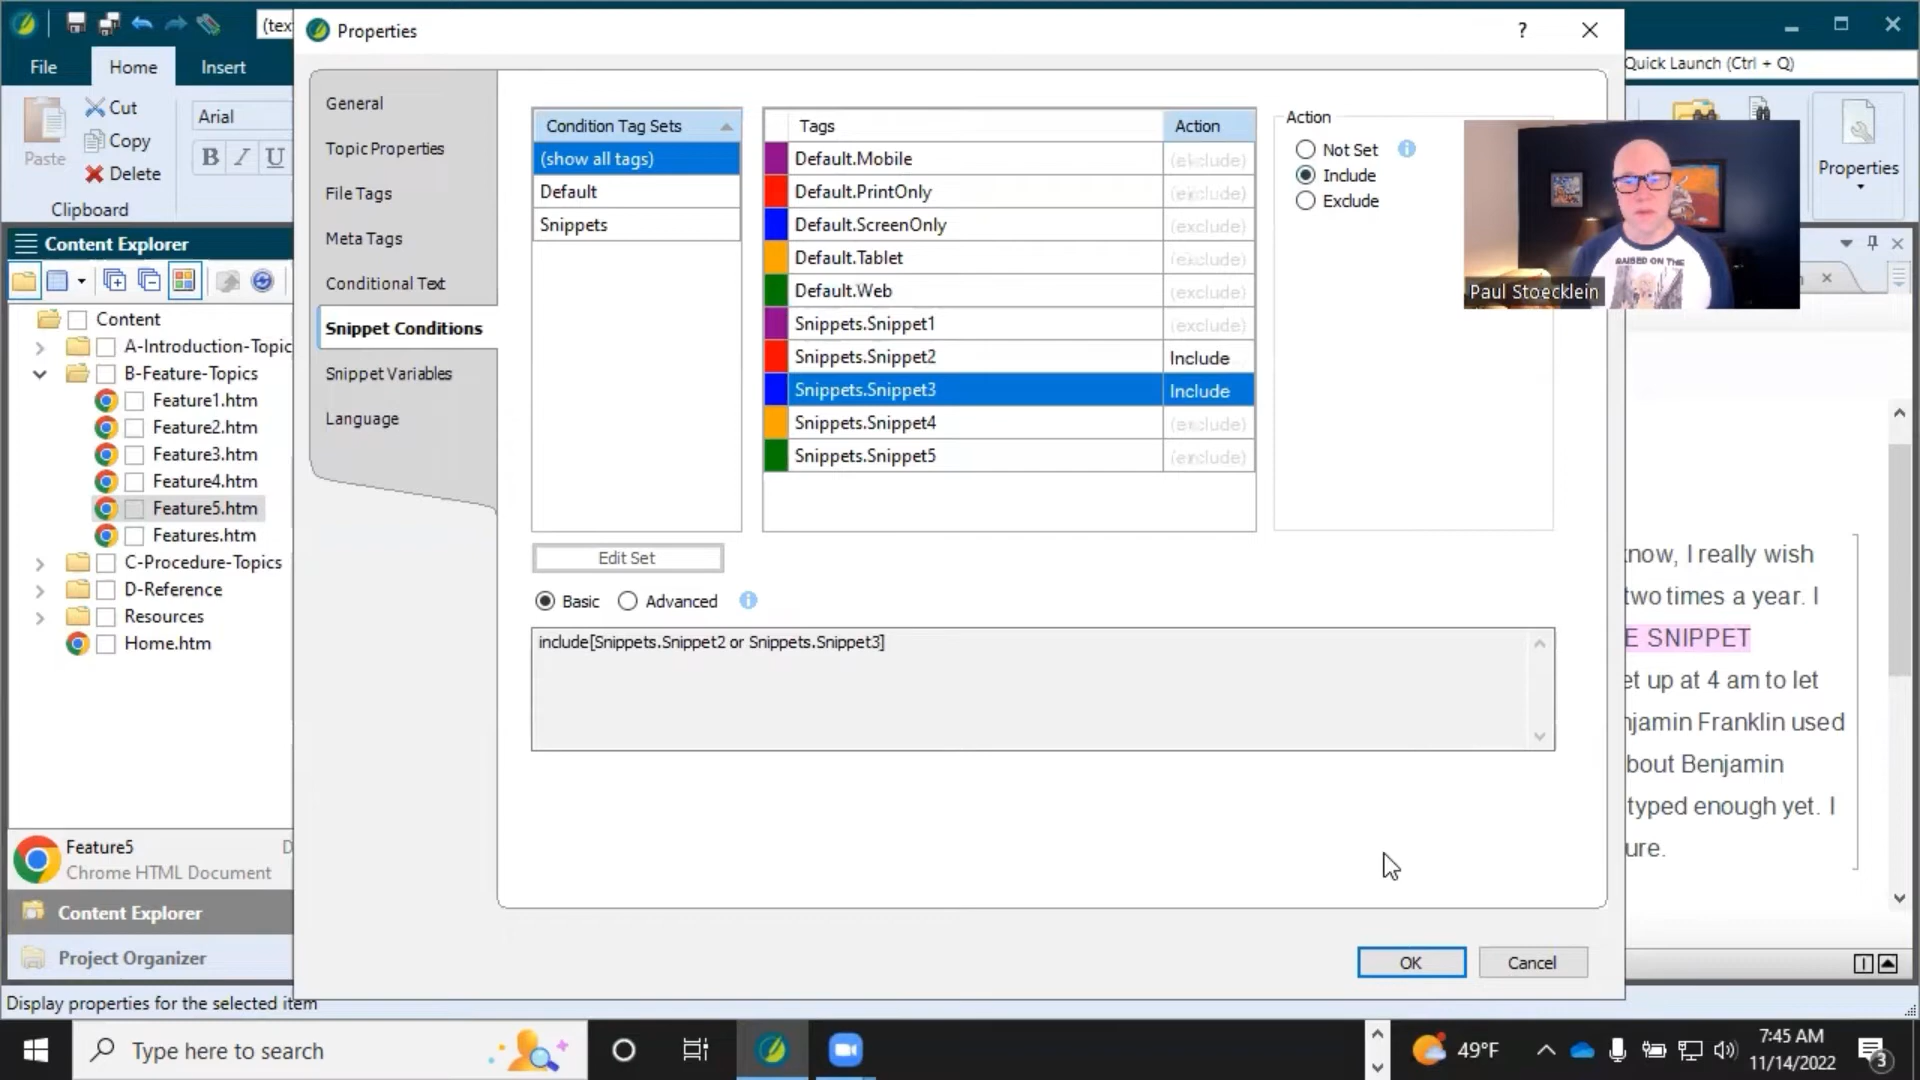 (tex
Properties
?
File
Home
Insert
Quick Launch (Ctrl + Q)
Paste
Cut
Copy
Delete
Clipboard
Arial
B I U
Properties
General
Topic Properties
File Tags
Meta Tags
Conditional Text
Snippet Conditions
Snippet Variables
Language
Condition Tag Sets
(show all tags)
Default
Snippets
Tags Action
Default.Mobile (exclude)
Default.PrintOnly (exclude)
Default.ScreenOnly (exclude)
Default.Tablet (exclude)
Default.Web (exclude)
Snippets.Snippet1 (exclude)
Snippets.Snippet2 Include
Snippets.Snippet3 Include
Snippets.Snippet4 (exclude)
Snippets.Snippet5 (exclude)
Action
Not Set
Include
Exclude
RAISED ON THE
Paul Stoecklein
Edit Set
Basic Advanced
include[Snippets.Snippet2 or Snippets.Snippet3]
OK
Cancel
Content Explorer
Content
A-Introduction-Topic
B-Feature-Topics
Feature1.htm
Feature2.htm
Feature3.htm
Feature4.htm
Feature5.htm
Features.htm
C-Procedure-Topics
D-Reference
Resources
Home.htm
Feature5 D
Chrome HTML Document
Content Explorer
Project Organizer
Display properties for the selected item
know, I really wish
two times a year. I
E SNIPPET
et up at 4 am to let
njamin Franklin used
bout Benjamin
typed enough yet. I
ure.
Type here to search
49°F
7:45 AM
11/14/2022
3